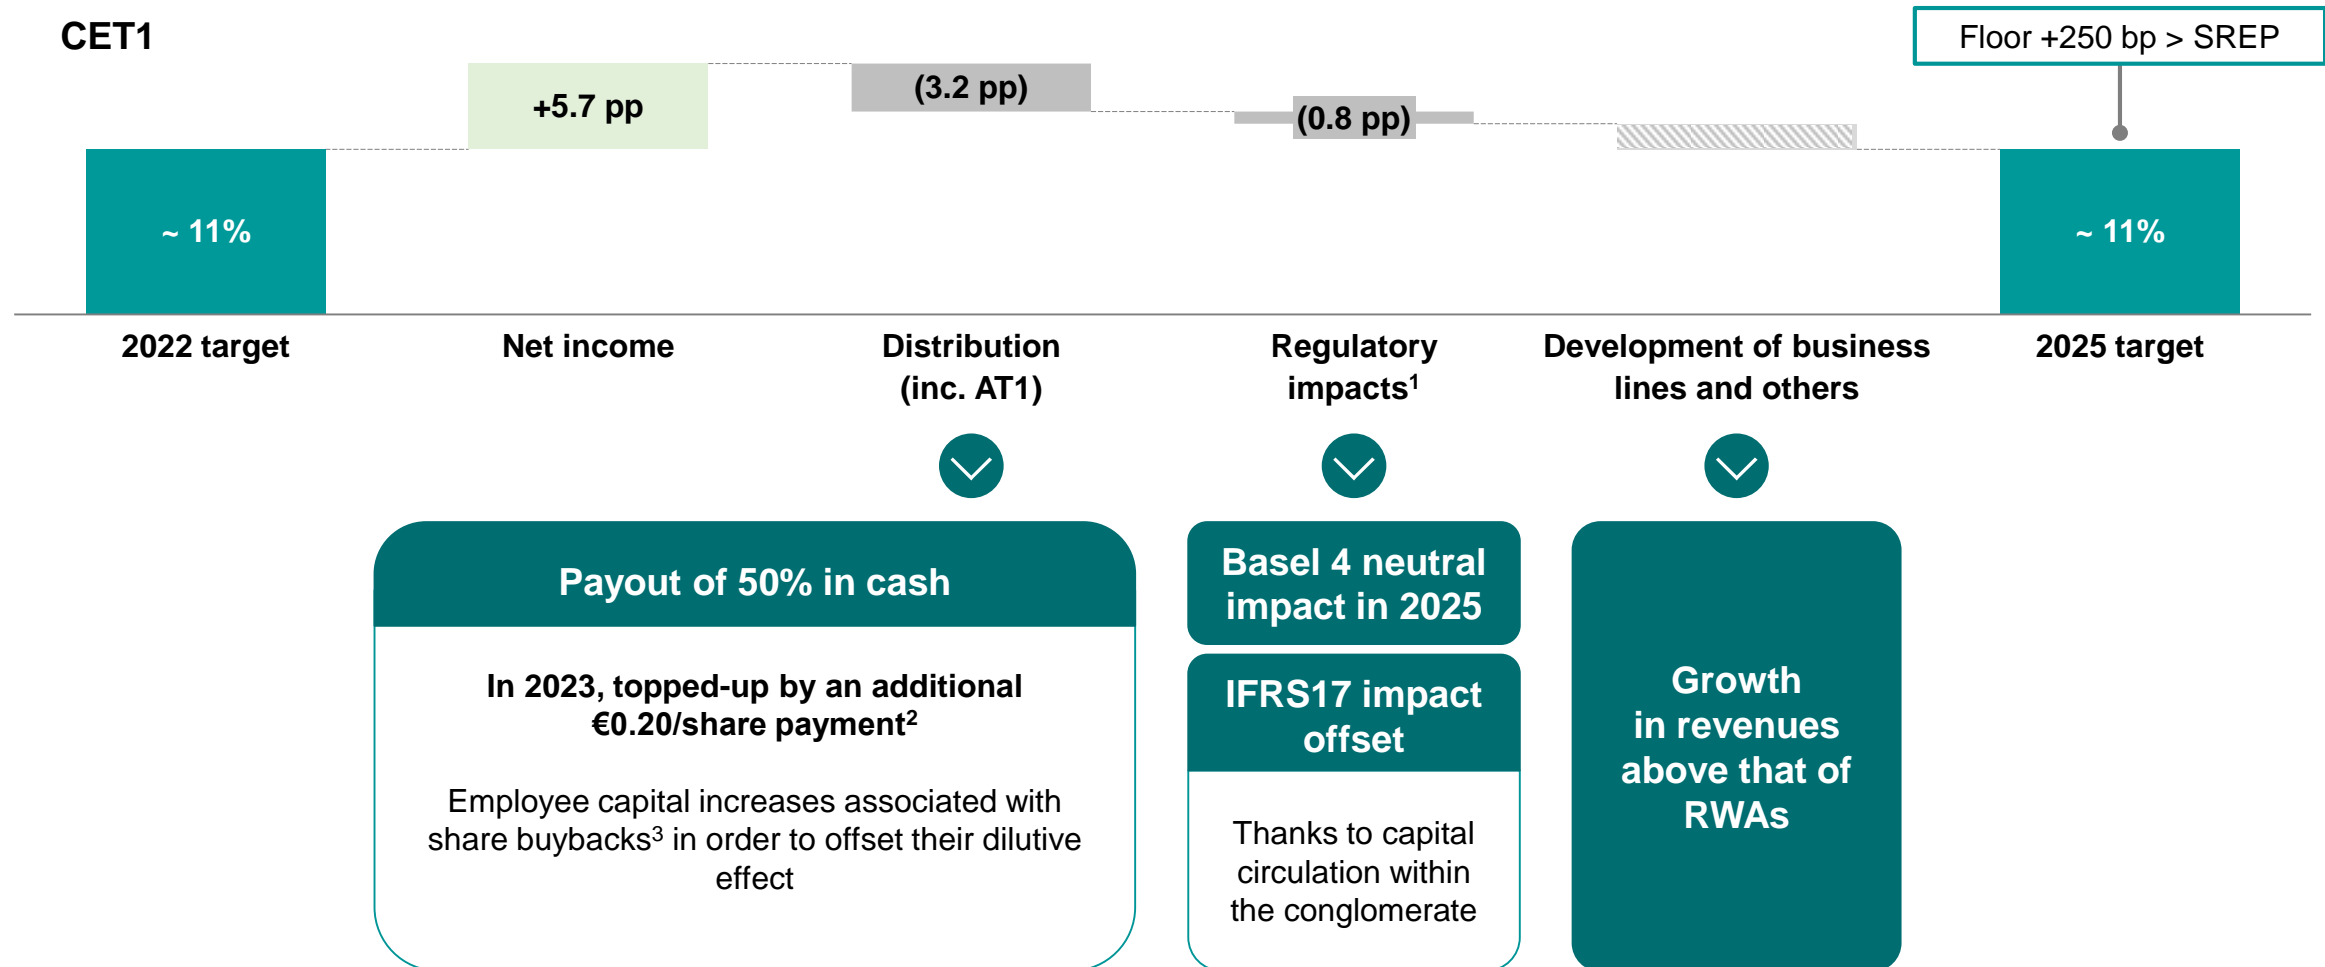 CET1
Floor +250 bp > SREP
+5.7 pp
(3.2 pp)
(0.8 pp)
~ 11%
~ 11%
2022 target
Net income
Distribution
(inc. AT1)
Regulatory
impacts¹
Development of business
lines and others
2025 target
Payout of 50% in cash
In 2023, topped-up by an additional
€0.20/share payment²
Employee capital increases associated with
share buybacks³ in order to offset their dilutive
effect
Basel 4 neutral
impact in 2025
IFRS17 impact
offset
Thanks to capital
circulation within
the conglomerate
Growth
in revenues
above that of
RWAs